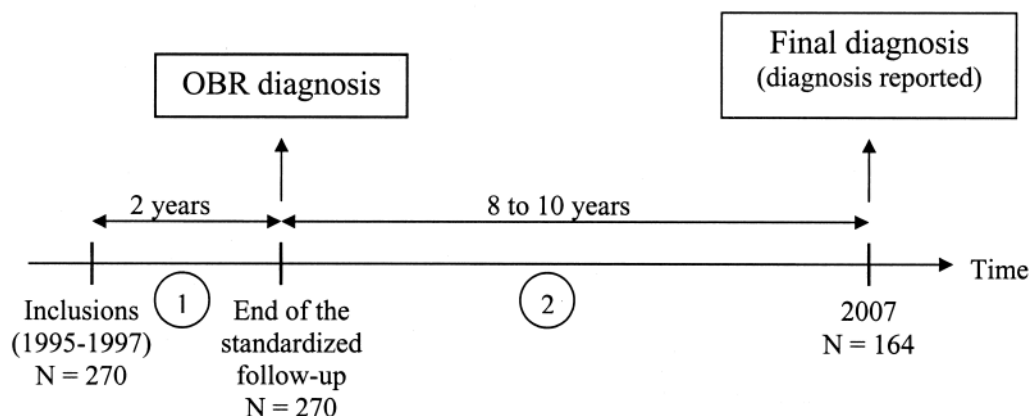 OBR diagnosis
Final diagnosis
(diagnosis reported)
2 years
8 to 10 years
Time
1
2
Inclusions
(1995-1997)
N = 270
End of the
standardized
follow-up
N = 270
2007
N = 164